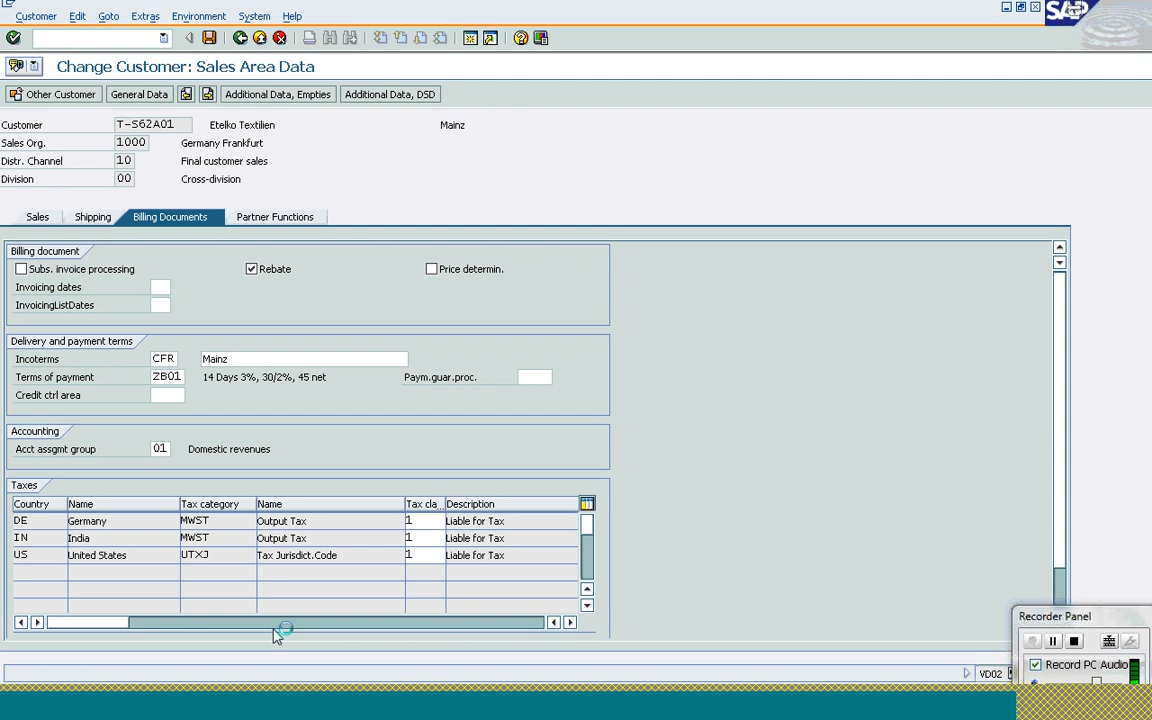 Customer Edit Goto Extras Environment System Help
SAP
Change Customer: Sales Area Data
Other Customer General Data Additional Data, Empties Additional Data, DSD
Customer T-S62A01 Etelko Textilien Mainz
Sales Org. 1000 Germany Frankfurt
Distr. Channel 10 Final customer sales
Division 00 Cross-division
Sales Shipping Billing Documents Partner Functions
Billing document
Subs. invoice processing Rebate Price determin.
Invoicing dates
InvoicingListDates
Delivery and payment terms
Incoterms CFR Mainz
Terms of payment ZB01 14 Days 3%, 30/2%, 45 net Paym.guar.proc.
Credit ctrl area
Accounting
Acct assgmt group 01 Domestic revenues
Taxes
Country Name Tax category Name Tax cla... Description
DE Germany MWST Output Tax 1 Liable for Tax
IN India MWST Output Tax 1 Liable for Tax
US United States UTXJ Tax Jurisdict.Code 1 Liable for Tax
Recorder Panel
Record PC Audio
VD02